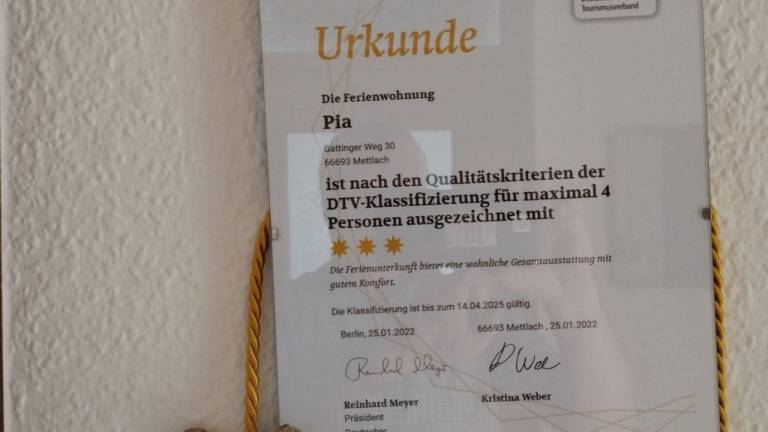 Tourismusverband
Urkunde
Die Ferienwohnung
Pia
Gattinger Weg 30
66693 Mettlach
ist nach den Qualitätskriterien der
DTV-Klassifizierung für maximal 4
Personen ausgezeichnet mit
Die Ferienunterkunft bietet eine wohnliche Gesamtausstattung mit
gutem Komfort.
Die Klassifizierung ist bis zum 14.04.2025 gültig.
Berlin, 25.01.2022
66693 Mettlach , 25.01.2022
Reinhard Meyer
Kristina Weber
Präsident